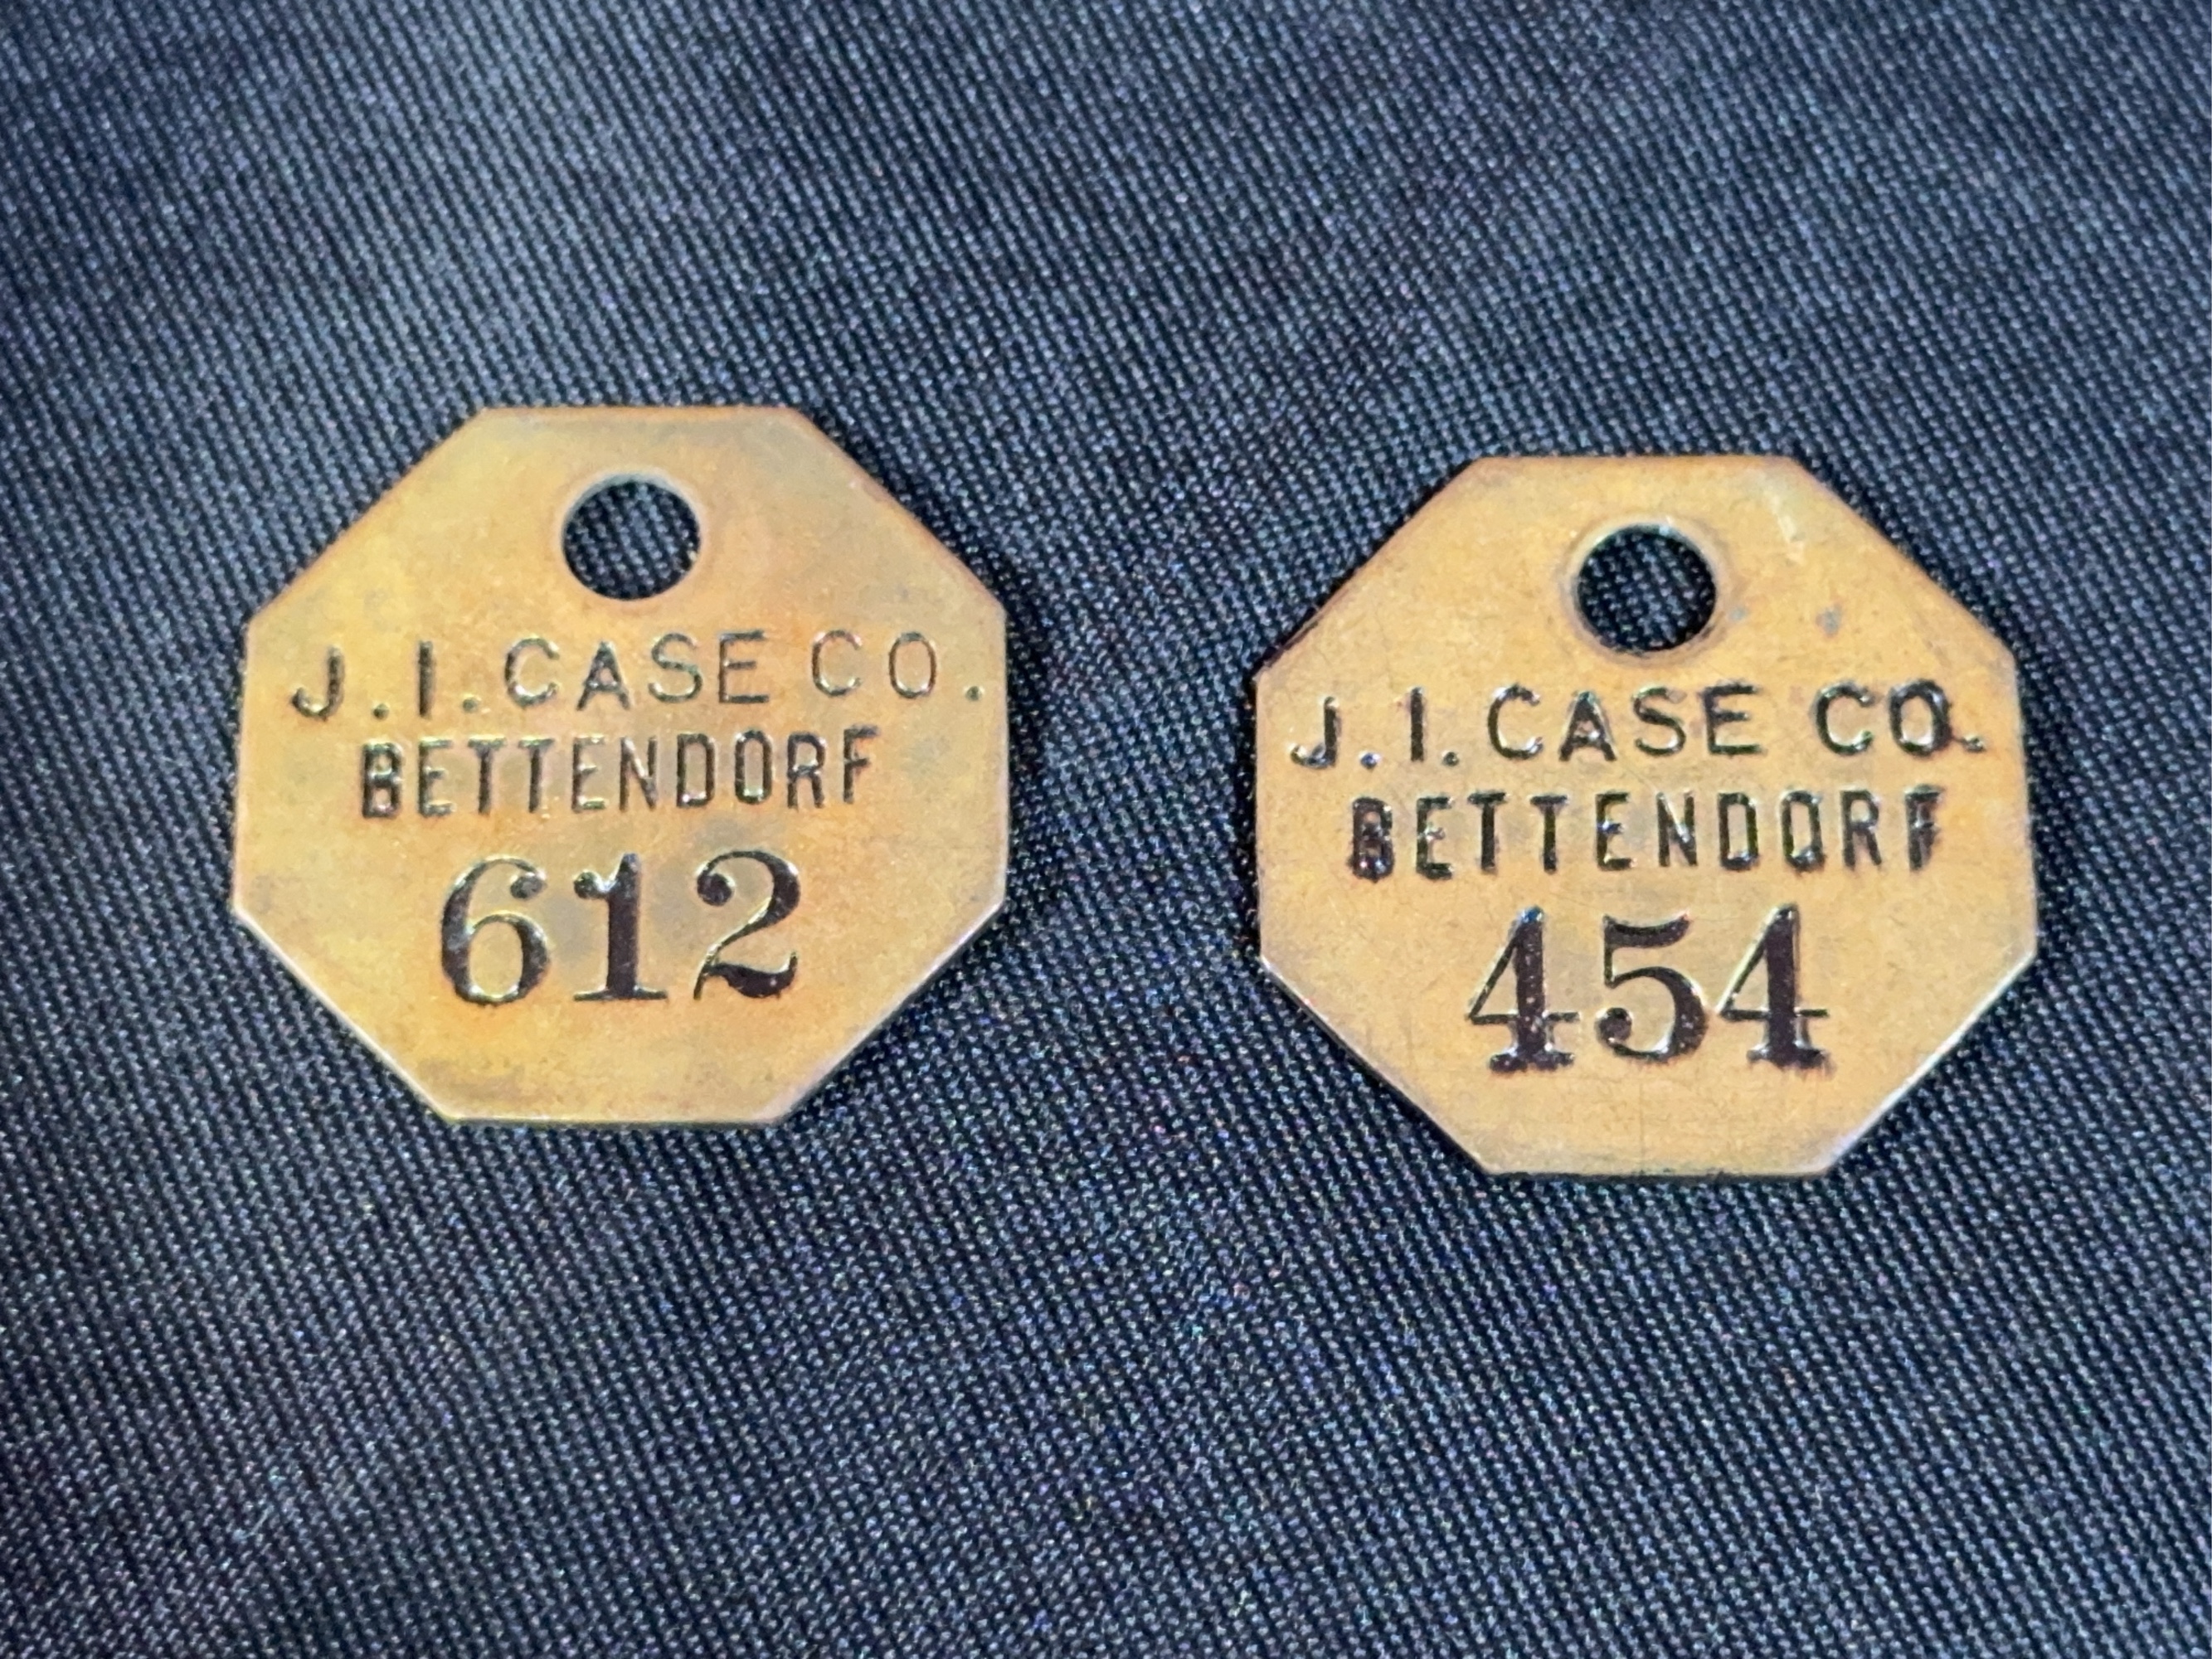 J.I.CASE CO.
BETTENDORF
612
J.I.CASE CO.
BETTENDORF
454